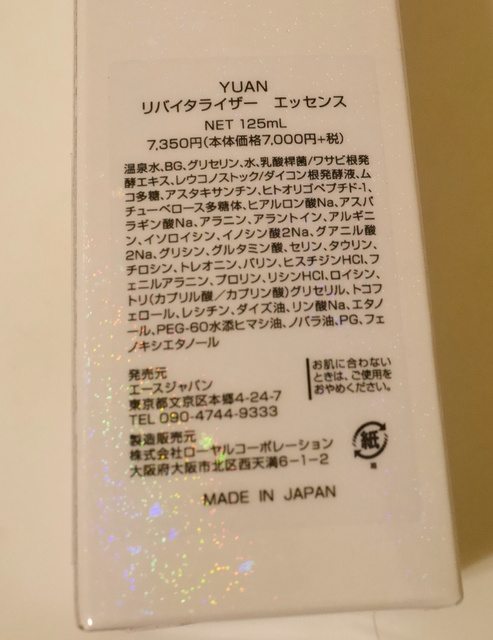 YUAN
リバイタライザー　エッセンス
NET 125mL
7,350円(本体価格7,000円+税)
温泉水、BG、グリセリン、水、乳酸桿菌/ワサビ根発
酵エキス、レウコノストック/ダイコン根発酵液、ム
コ多糖、アスタキサンチン、ヒトオリゴペプチド-1、
チューベロース多糖体、ヒアルロン酸Na、アスパ
ラギン酸Na、アラニン、アラントイン、アルギニ
ン、イソロイシン、イノシン酸2Na、グアニル酸
2Na、グリシン、グルタミン酸、セリン、タウリン、
チロシン、トレオニン、バリン、ヒスチジンHCl、フ
ェニルアラニン、プロリン、リシンHCl、ロイシン、
トリ(カプリル酸／カプリン酸)グリセリル、トコフ
ェロール、レシチン、ダイズ油、リン酸Na、エタノ
ール、PEG-60水添ヒマシ油、ノバラ油、PG、フェ
ノキシエタノール
発売元
エースジャパン
東京都文京区本郷4-24-7
TEL 090-4744-9333
お肌に合わない
ときは、ご使用を
おやめください。
製造販売元
株式会社ローヤルコーポレーション
大阪府大阪市北区西天満6-1-2
紙
箱
MADE IN JAPAN